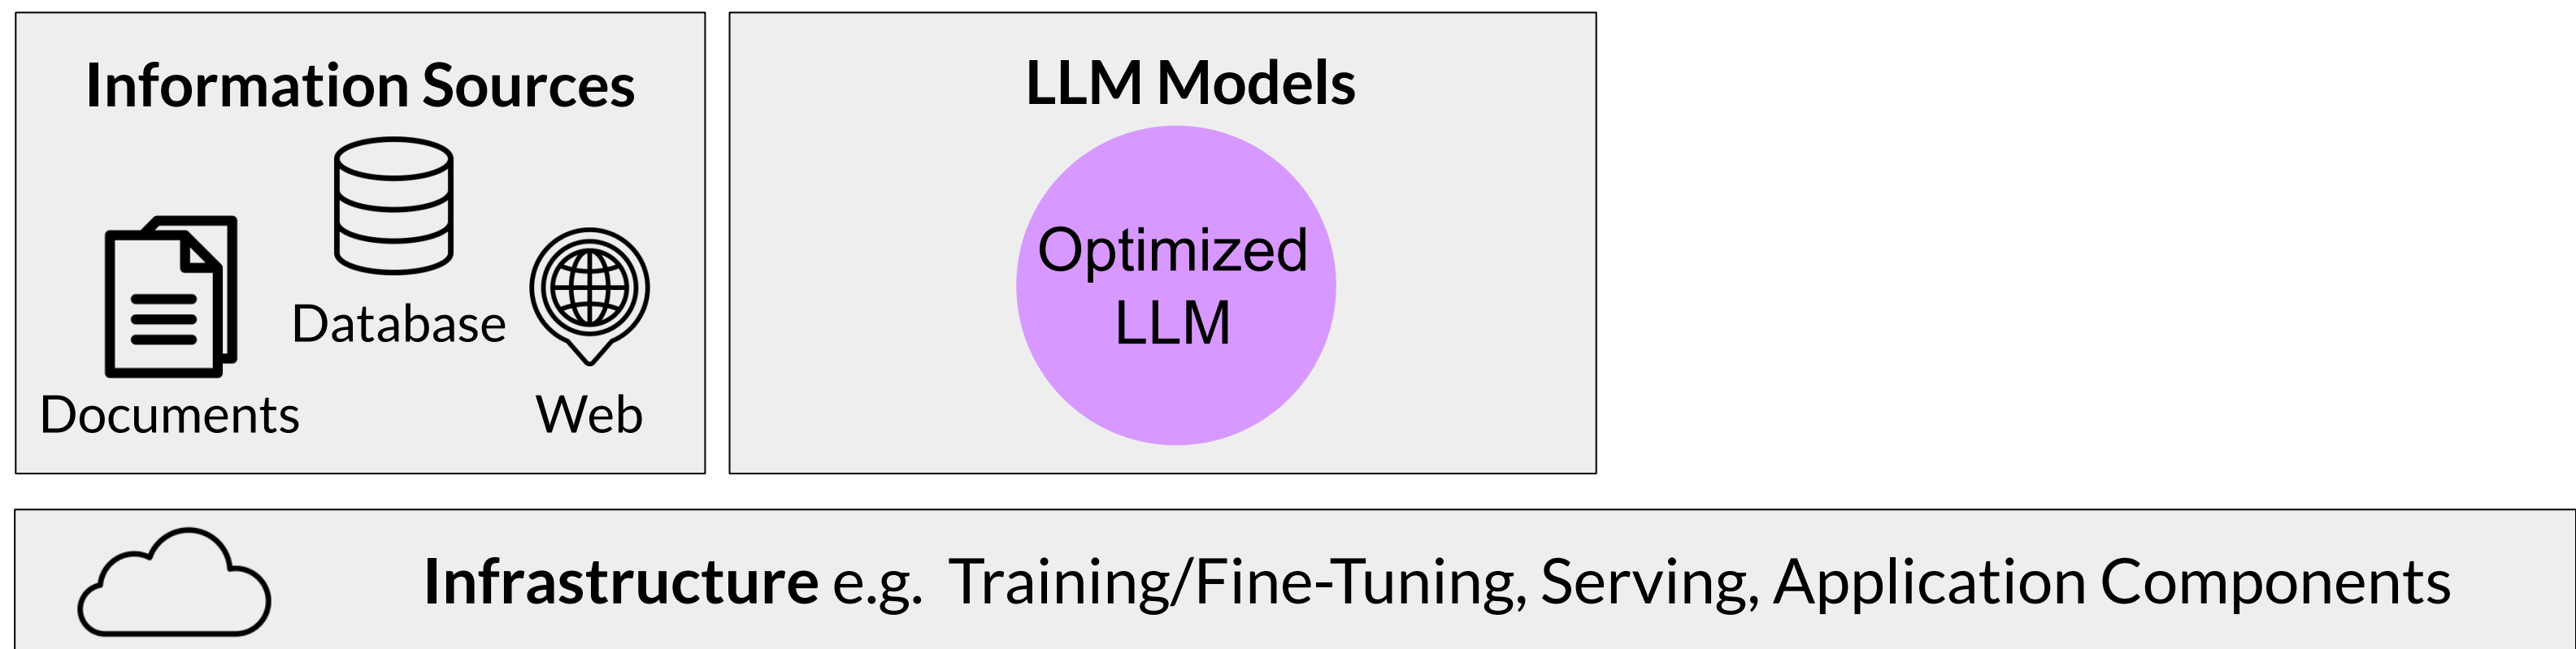 Information Sources
Database
Documents
Web
LLM Models
Optimized
LLM
Infrastructure e.g.  Training/Fine-Tuning, Serving, Application Components